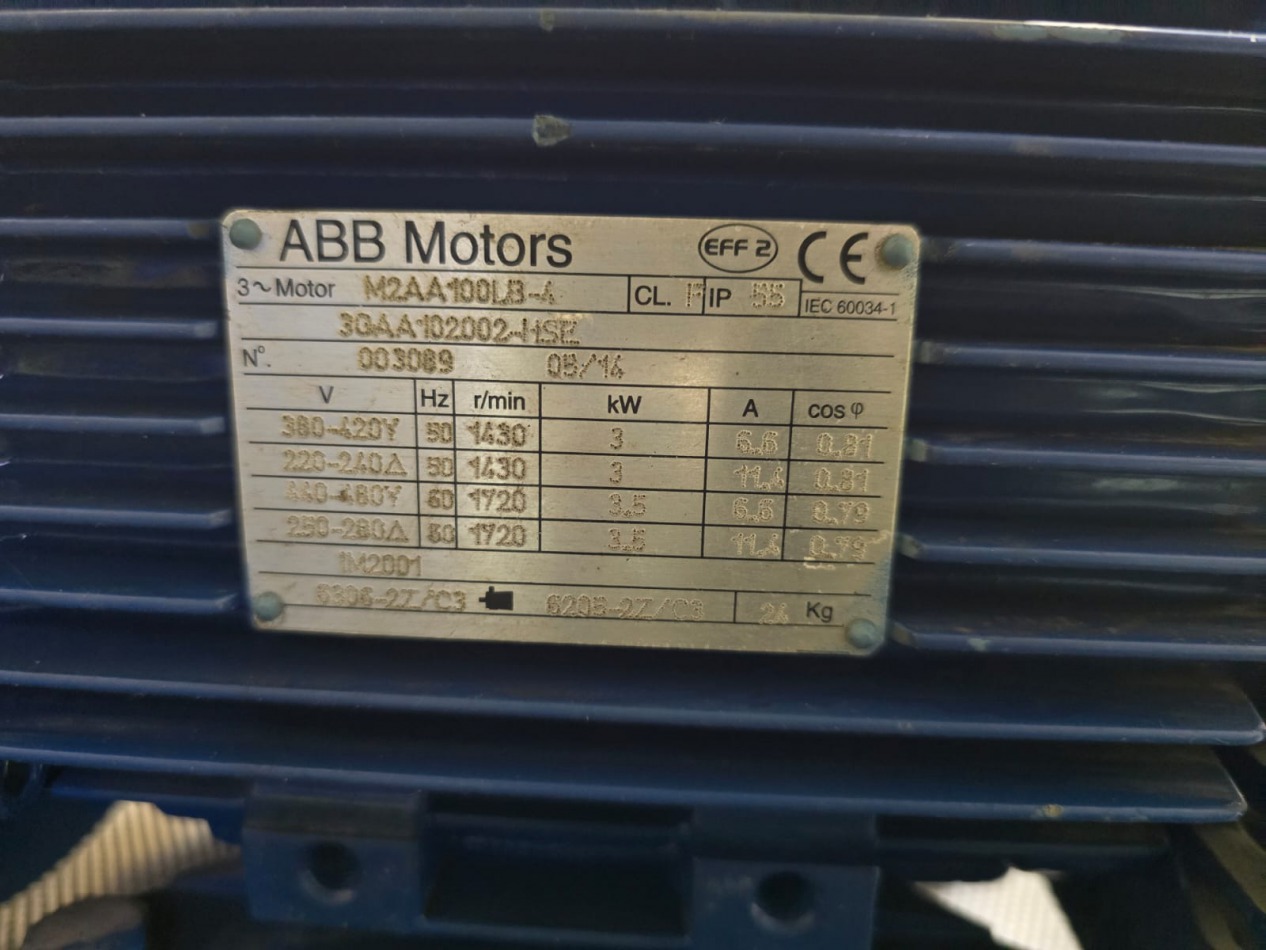 ABB Motors EFF 2 CE
3~Motor M2AA100LB-4 CL. F IP 55 IEC 60034-1
3GAA102002-HSE
N°. 003089 08/14
V Hz r/min kW A cos φ
380-420Y 50 1430 3 6.6 0.81
220-240Δ 50 1430 3 11.4 0.81
440-480Y 60 1720 3.5 6.6 0.79
250-280Δ 60 1720 3.5 11.4 0.79
IM2001
6306-2Z/C3 6205-2Z/C3 24 Kg